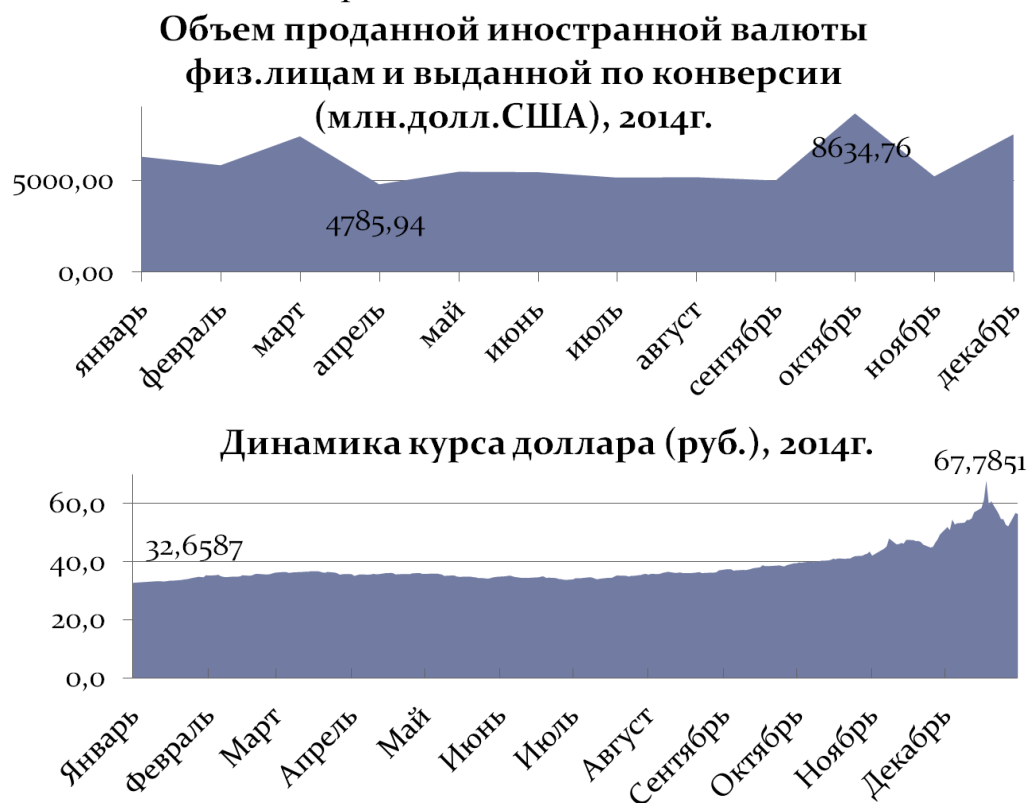 Объем проданной иностранной валюты
физ.лицам и выданной по конверсии
(млн.долл.США), 2014г.
8634,76
5000,00
4785,94
0,00
январь
февраль
март
апрель
май
июнь
июль
август
сентябрь
октябрь
ноябрь
декабрь
Динамика курса доллара (руб.), 2014г.
67,7851
60,0
32,6587
40,0
20,0
0,0
Январь
Февраль
Март
Апрель
Май
Июнь
Июль
Август
Сентябрь
Октябрь
Ноябрь
Декабрь